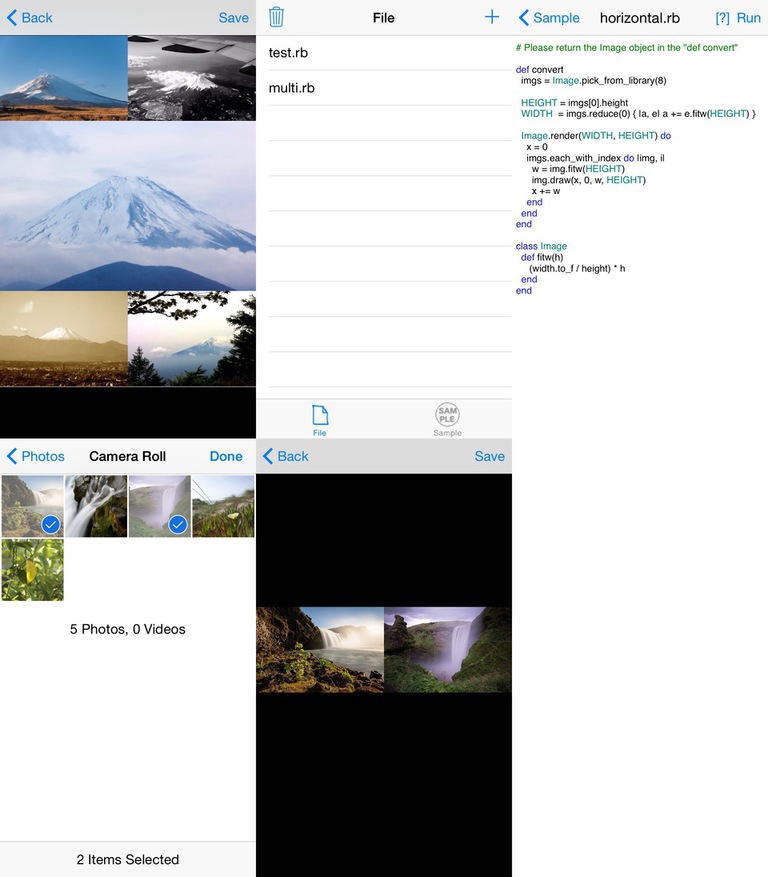 Back Save
File
test.rb
multi.rb
File
SAM
PLE
Sample
Sample horizontal.rb [?] Run
# Please return the Image object in the "def convert"
def convert
imgs = Image.pick_from_library(8)
HEIGHT = imgs[0].height
WIDTH = imgs.reduce(0) { |a, e| a += e.fitw(HEIGHT) }
Image.render(WIDTH, HEIGHT) do
x = 0
imgs.each_with_index do |img, i|
w = img.fitw(HEIGHT)
img.draw(x, 0, w, HEIGHT)
x += w
end
end
end
class Image
def fitw(h)
(width.to_f / height) * h
end
end
Photos Camera Roll Done
5 Photos, 0 Videos
2 Items Selected
Back Save